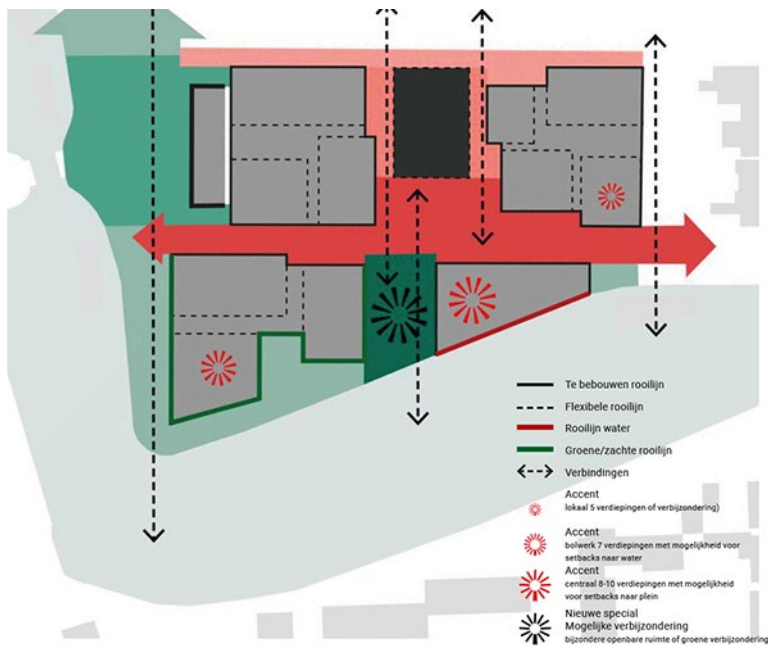 Te bebouwen rooilijn
Flexibele rooilijn
Rooilijn water
Groene/zachte rooilijn
Verbindingen
Accent
lokaal 5 verdiepingen of verbijzondering)
Accent
bolwerk 7 verdiepingen met mogelijkheid voor
setbacks naar water
Accent
centraal 8-10 verdiepingen met mogelijkheid
voor setbacks naar plein
Nieuwe special
Mogelijke verbijzondering
bijzondere openbare ruimte of groene verbijzondering